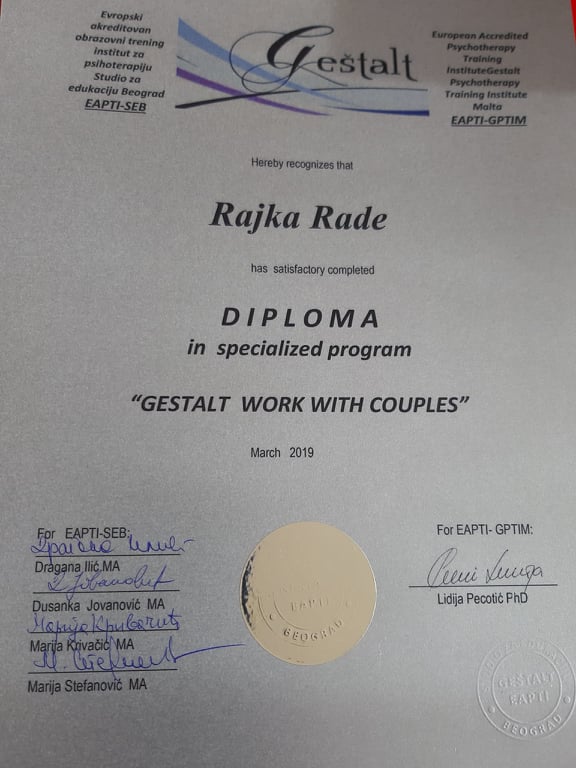 Evropski
akreditovan
obrazovni trening
institut za
psihoterapiju
Studio za
edukaciju Beograd
EAPTI-SEB
Geštalt
European Accredited
Psychotherapy
Training
InstituteGestalt
Psychotherapy
Training Institute
Malta
EAPTI-GPTIM
Hereby recognizes that
Rajka Rade
has satisfactory completed
DIPLOMA
in specialized program
“GESTALT WORK WITH COUPLES”
March 2019
For EAPTI-SEB:
Dragana Ilić,MA
Dusanka Jovanović MA
Marija Krivačić MA
Marija Stefanović MA
For EAPTI- GPTIM:
Lidija Pecotić PhD
EAPTI
BEOGRAD
GEŠTALT
EAPTI
BEOGRAD